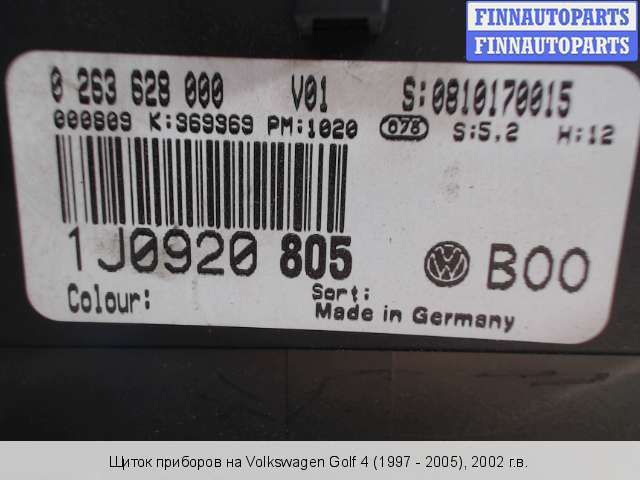 FINNAUTOPARTS
FINNAUTOPARTS
0 263 628 000 V01 S:0810170015
000809 K:369369 PM:1020 078 S:5.2 H:12
1J0920 805 B00
Colour: Sort:
Made in Germany
Щиток приборов на Volkswagen Golf 4 (1997 - 2005), 2002 г.в.